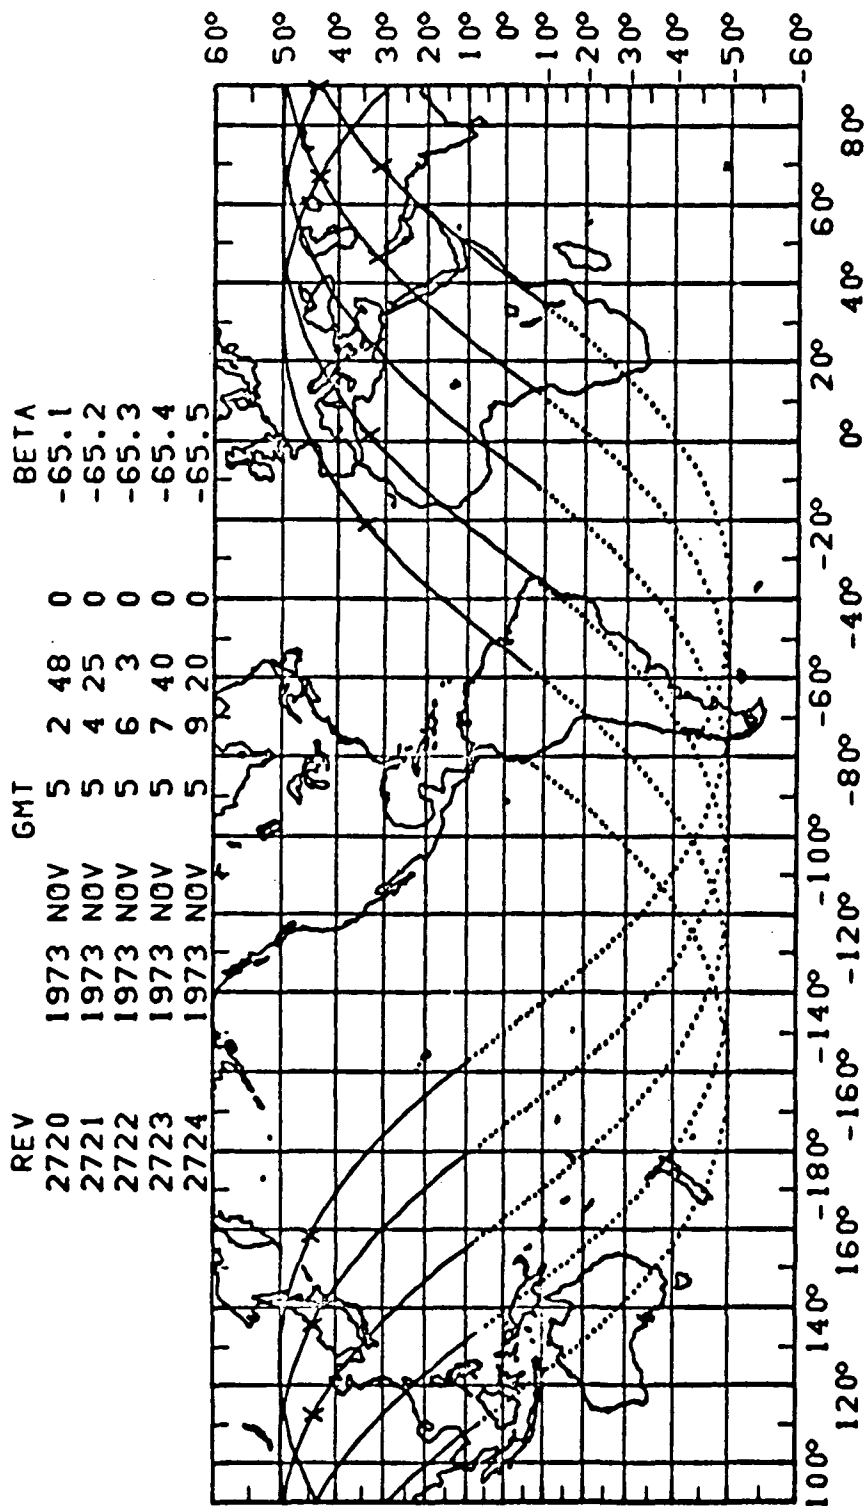 REV GMT BETA
2720 1973 NOV 5 2 48 0 -65.1
2721 1973 NOV 5 4 25 0 -65.2
2722 1973 NOV 5 6 3 0 -65.3
2723 1973 NOV 5 7 40 0 -65.4
2724 1973 NOV 5 9 20 0 -65.5
60°
50°
40°
30°
20°
10°
0°
-10°
-20°
-30°
-40°
-50°
-60°
100° 120° 140° 160° -180° -160° -140° -120° -100° -80° -60° -40° -20° 0° 20° 40° 60° 80°